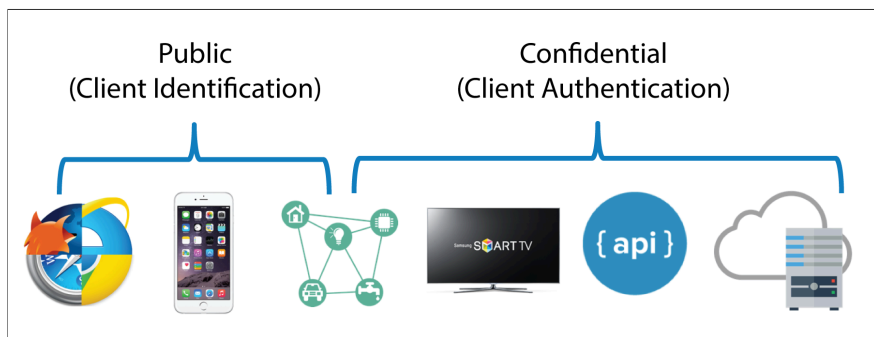 Public
(Client Identification)
Confidential
(Client Authentication)
Samsung SMART TV
{ api }